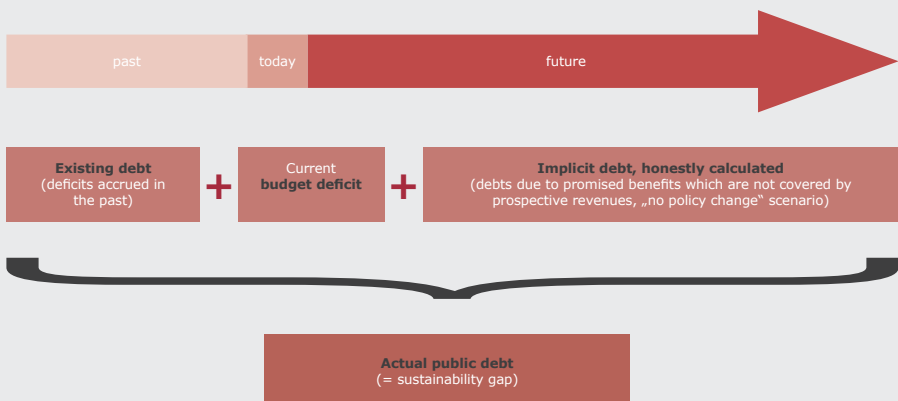 past
today
future
Existing debt
(deficits accrued in
the past)
+
Current
budget deficit
+
Implicit debt, honestly calculated
(debts due to promised benefits which are not covered by
prospective revenues, „no policy change“ scenario)
Actual public debt
(= sustainability gap)